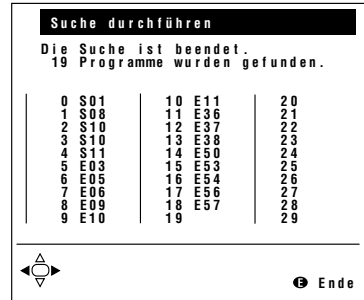 Suche durchführen
Die Suche ist beendet.
19 Programme wurden gefunden.
0 S01 10 E11 20
1 S08 11 E36 21
2 S10 12 E37 22
3 S10 13 E38 23
4 S11 14 E50 24
5 E03 15 E53 25
6 E05 16 E54 26
7 E06 17 E56 27
8 E09 18 E57 28
9 E10 19 29
E Ende